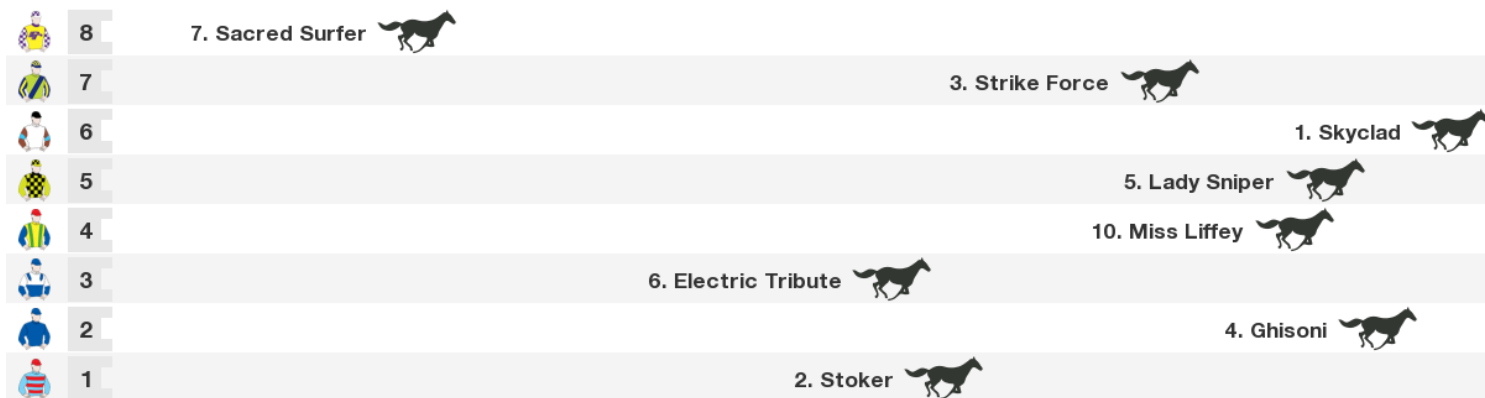 8 7. Sacred Surfer
7 3. Strike Force
6 1. Skyclad
5 5. Lady Sniper
4 10. Miss Liffey
3 6. Electric Tribute
2 4. Ghisoni
1 2. Stoker